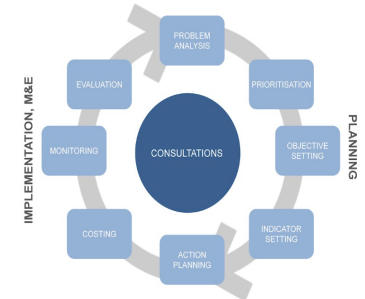 PROBLEM
ANALYSIS
EVALUATION
PRIORITISATION
IMPLEMENTATION, M&E
MONITORING
CONSULTATIONS
OBJECTIVE
SETTING
PLANNING
COSTING
INDICATOR
SETTING
ACTION
PLANNING